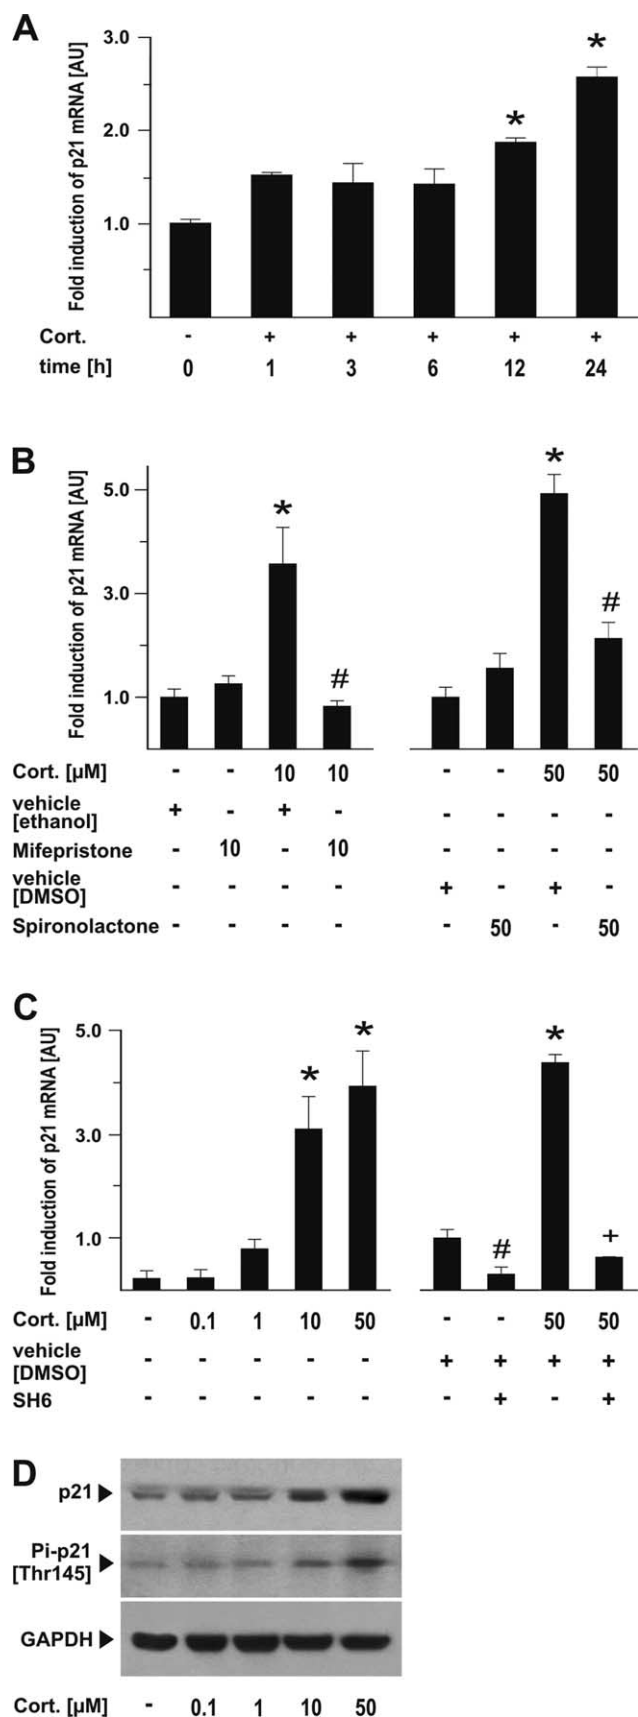 A
Fold induction of p21 mRNA [AU]
3.0
2.0
1.0
* *
Cort. - + + + + +
time [h] 0 1 3 6 12 24
B
Fold induction of p21 mRNA [AU]
5.0
3.0
1.0
* # * #
Cort. [µM] - - 10 10 - - 50 50
vehicle
[ethanol] + - + - - - - -
Mifepristone - 10 - 10 - - - -
vehicle
[DMSO] - - - - + - + -
Spironolactone - - - - - 50 - 50
C
Fold induction of p21 mRNA [AU]
5.0
3.0
1.0
* * # * +
Cort. [µM] - 0.1 1 10 50 - - 50 50
vehicle
[DMSO] - - - - - + + + +
SH6 - - - - - - + - +
D
p21
Pi-p21
[Thr145]
GAPDH
Cort. [µM] - 0.1 1 10 50